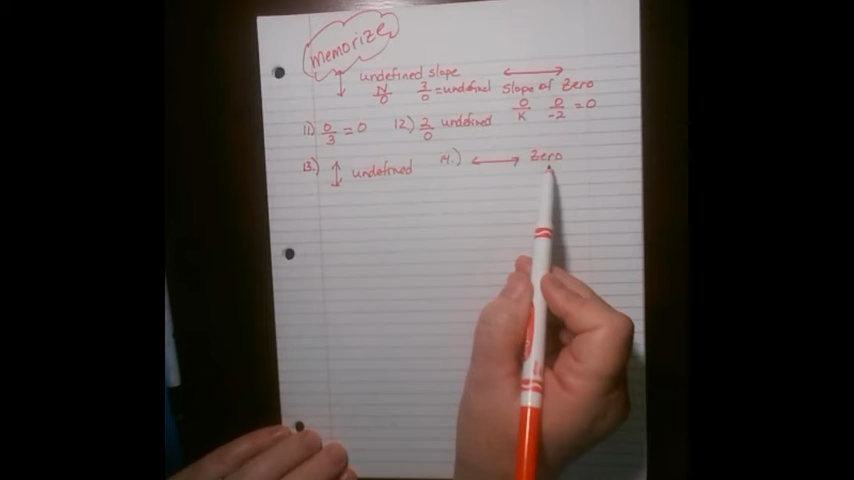 memorize
↕ undefined slope ↔
N/0 3/0 = undefined slope of Zero
0/K 0/-2 = 0
11) 0/3 = 0 12.) 2/0 undefined
13.) ↕ undefined 14.) ↔ Zero